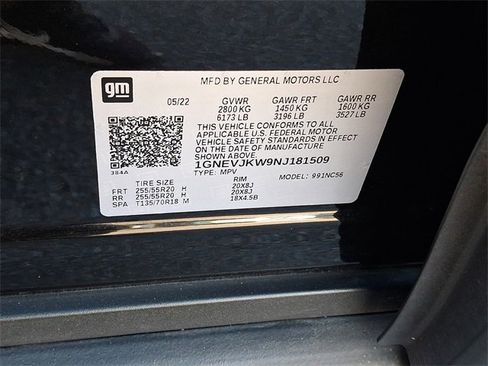 gm
MFD BY GENERAL MOTORS LLC
05/22 GVWR GAWR FRT GAWR RR
2800 KG 1450 KG 1600 KG
6173 LB 3196 LB 3527 LB
THIS VEHICLE CONFORMS TO ALL
APPLICABLE U.S. FEDERAL MOTOR
VEHICLE SAFETY STANDARDS IN EFFECT ON
THE DATE OF MANUFACTURE SHOWN ABOVE.
384A 1GNEVJKW9NJ181509
TYPE: MPV MODEL: 991NC56
TIRE SIZE RIM
FRT 255/55R20 H 20X8J
RR 255/55R20 H 20X8J
SPA T135/70R18 M 18X4.5B